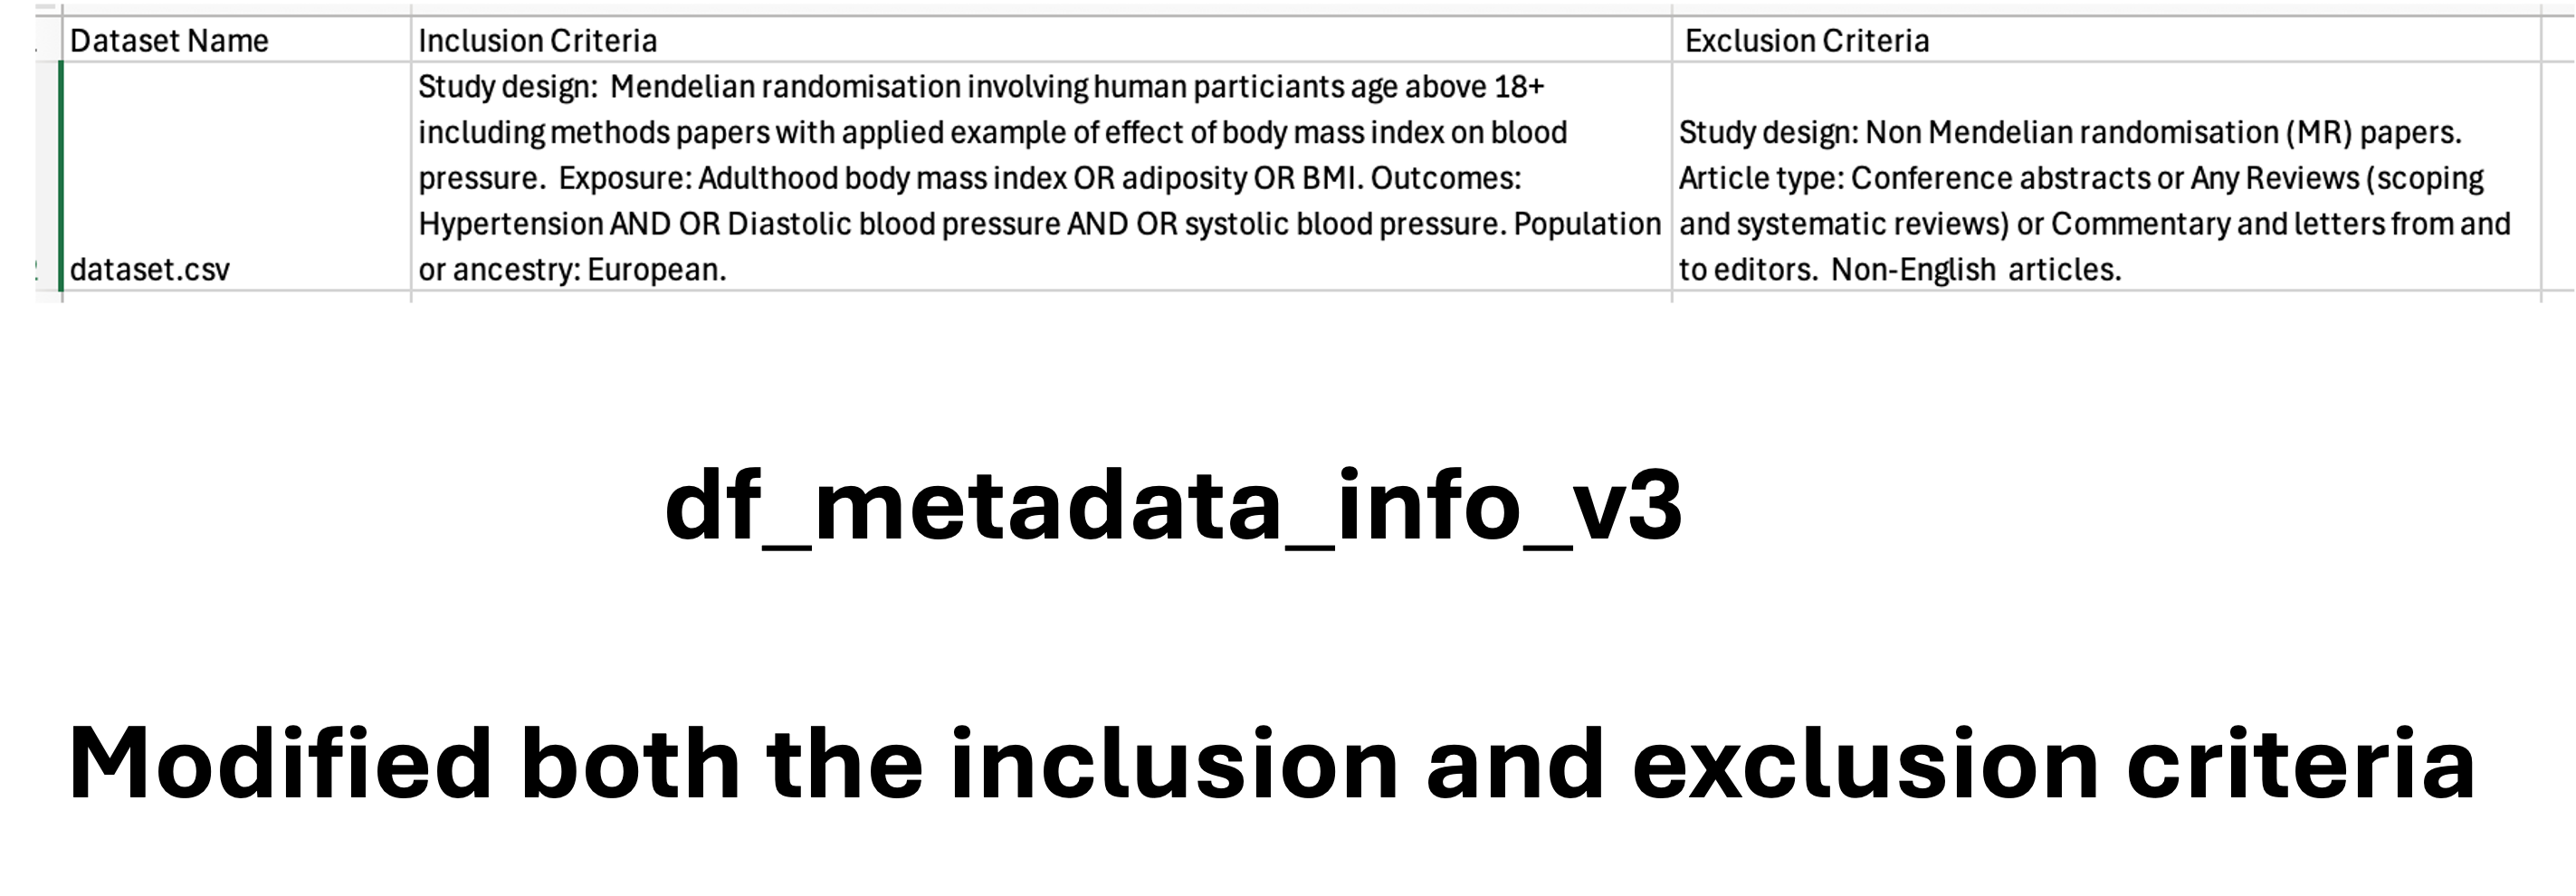 Dataset Name
Inclusion Criteria
Exclusion Criteria
dataset.csv
Study design:  Mendelian randomisation involving human particiants age above 18+
including methods papers with applied example of effect of body mass index on blood
pressure.  Exposure: Adulthood body mass index OR adiposity OR BMI. Outcomes:
Hypertension AND OR Diastolic blood pressure AND OR systolic blood pressure. Population
or ancestry: European.
Study design: Non Mendelian randomisation (MR) papers.
Article type: Conference abstracts or Any Reviews (scoping
and systematic reviews) or Commentary and letters from and
to editors.  Non-English  articles.
df_metadata_info_v3
Modified both the inclusion and exclusion criteria